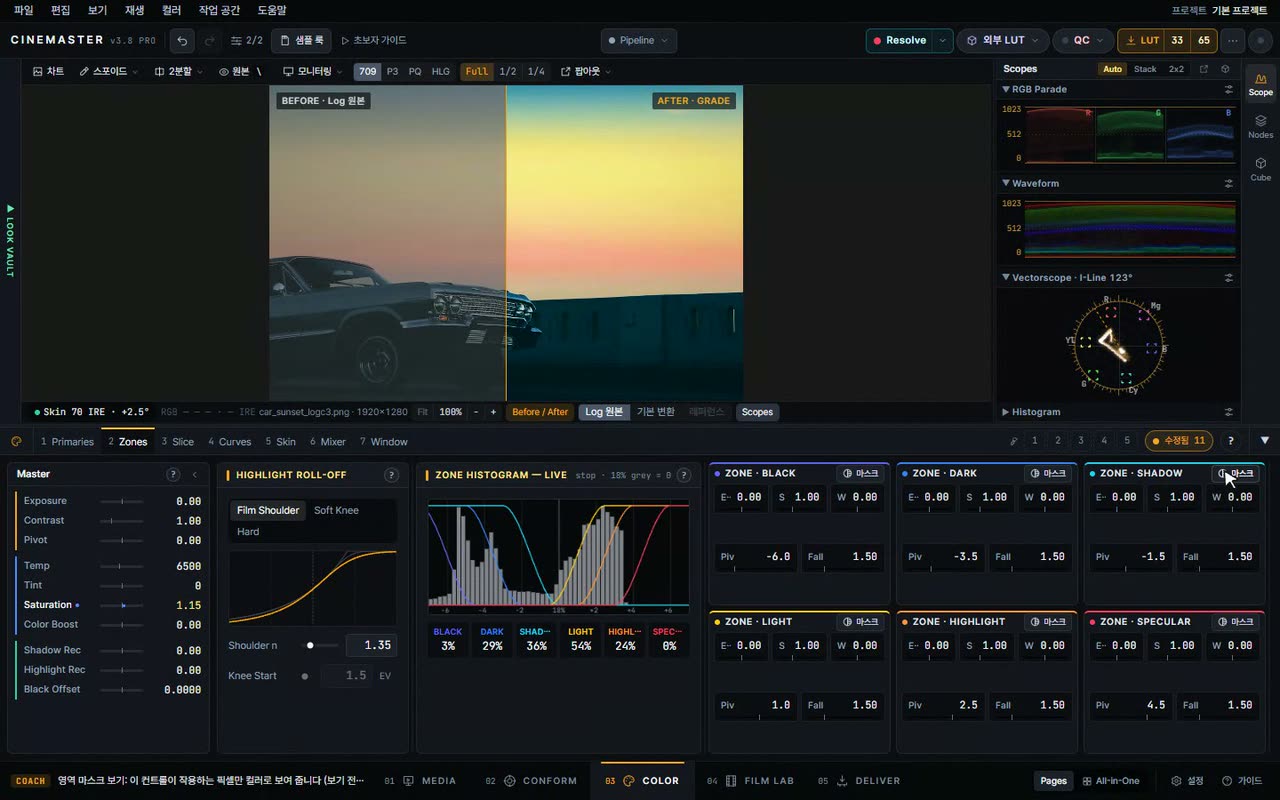 파일 편집 보기 재생 컬러 작업 공간 도움말 프로젝트 기본 프로젝트
CINEMASTER v3.8 PRO 2/2 샘플 룩 초보자 가이드 Pipeline Resolve 외부 LUT QC LUT 33 65 ···
차트 스포이드 2분할 원본 \ 모니터링 709 P3 PQ HLG Full 1/2 1/4 팝아웃
Scopes Auto Stack 2x2
BEFORE · Log 원본 AFTER · GRADE
RGB Parade
1023
512
0
R G B
Waveform
1023
512
0
Vectorscope · I-Line 123°
R Mg B Cy G Yl
Histogram
Scope
Nodes
Cube
LOOK VAULT
Skin 70 IRE · +2.5° RGB — — — · — IRE car_sunset_logc3.png · 1920×1280 Fit 100% - + Before / After Log 원본 기본 변환 레퍼런스 Scopes
1 Primaries 2 Zones 3 Slice 4 Curves 5 Skin 6 Mixer 7 Window 1 2 3 4 5 수정됨 11 ?
Master ?
Exposure 0.00
Contrast 1.00
Pivot 0.00
Temp 6500
Tint 0
Saturation 1.15
Color Boost 0.00
Shadow Rec 0.00
Highlight Rec 0.00
Black Offset 0.0000
HIGHLIGHT ROLL-OFF ?
Film Shoulder Soft Knee
Hard
Shoulder n 1.35
Knee Start 1.5 EV
ZONE HISTOGRAM — LIVE stop · 18% grey = 0 ?
-6 -4 -2 18% +2 +4 +6
BLACK DARK SHAD··· LIGHT HIGHL··· SPEC···
3% 29% 36% 54% 24% 0%
ZONE · BLACK 마스크
E·· 0.00 S 1.00 W 0.00
Piv -6.0 Fall 1.50
ZONE · DARK 마스크
E·· 0.00 S 1.00 W 0.00
Piv -3.5 Fall 1.50
ZONE · SHADOW 마스크
E·· 0.00 S 1.00 W 0.00
Piv -1.5 Fall 1.50
ZONE · LIGHT 마스크
E·· 0.00 S 1.00 W 0.00
Piv 1.0 Fall 1.50
ZONE · HIGHLIGHT 마스크
E·· 0.00 S 1.00 W 0.00
Piv 2.5 Fall 1.50
ZONE · SPECULAR 마스크
E·· 0.00 S 1.00 W 0.00
Piv 4.5 Fall 1.50
COACH 영역 마스크 보기: 이 컨트롤이 작용하는 픽셀만 컬러로 보여 줍니다 (보기 전··· 01 MEDIA 02 CONFORM 03 COLOR 04 FILM LAB 05 DELIVER Pages All-in-One 설정 가이드